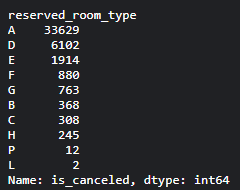 reserved_room_type
A    33629
D    6102
E    1914
F    880
G    763
B    368
C    308
H    245
P    12
L    2
Name: is_canceled, dtype: int64